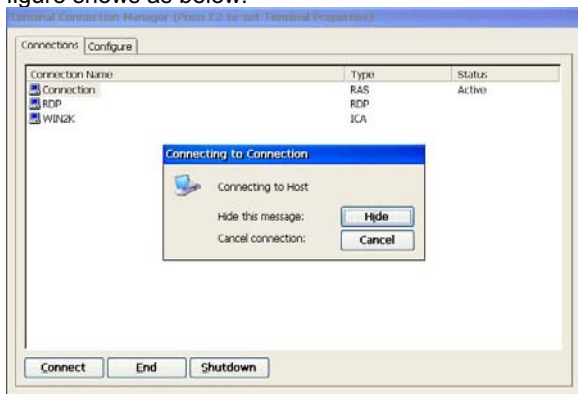 figure shows as below:
Terminal Connection Manager (Press F2 to set Terminal Properties)
Connections Configure
Connection Name Type Status
Connection RAS Active
RDP RDP
WIN2K ICA
Connecting to Connection
Connecting to Host
Hide this message: Hide
Cancel connection: Cancel
Connect End Shutdown